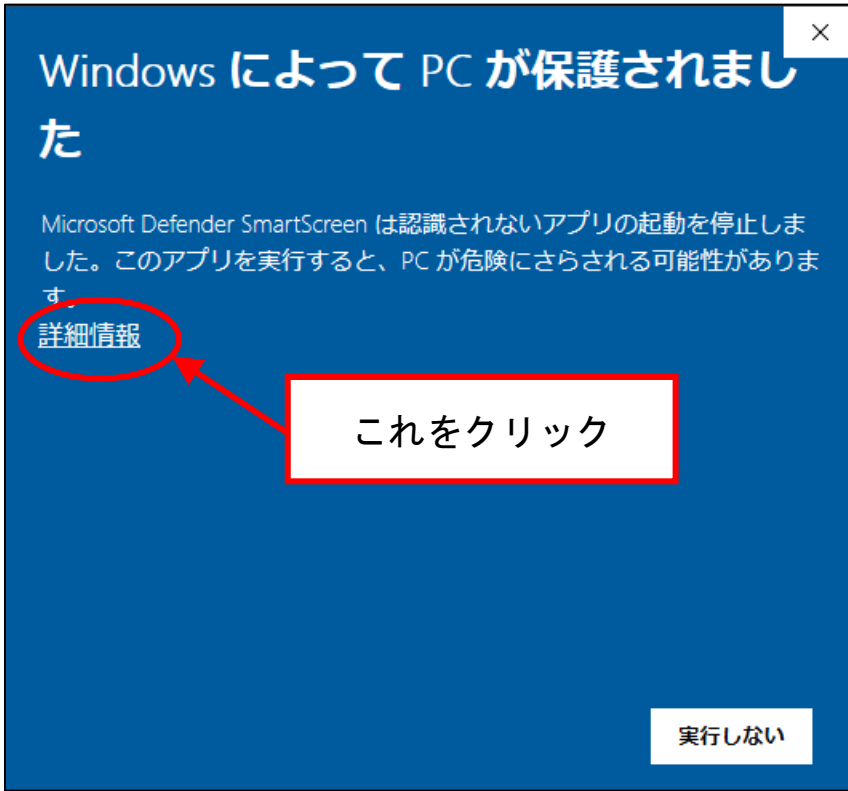 Windows によって PC が保護されまし
た
Microsoft Defender SmartScreen は認識されないアプリの起動を停止しま
した。このアプリを実行すると、PC が危険にさらされる可能性がありま
す。
詳細情報
これをクリック
実行しない